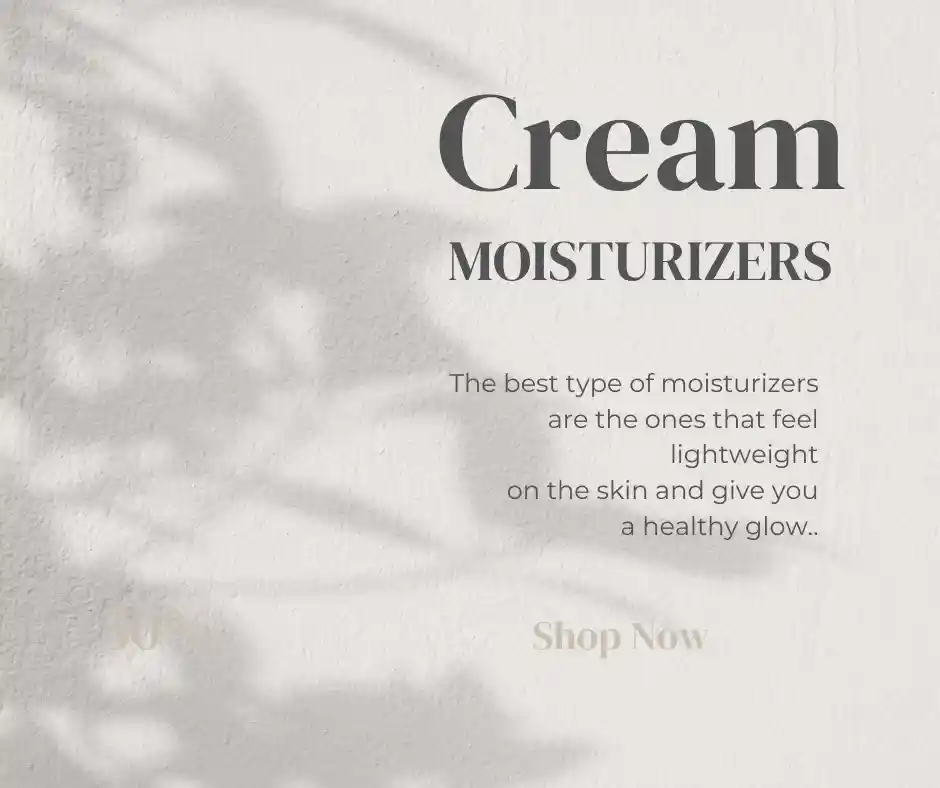 Cream
MOISTURIZERS
The best type of moisturizers
are the ones that feel
lightweight
on the skin and give you
a healthy glow..
Shop Now